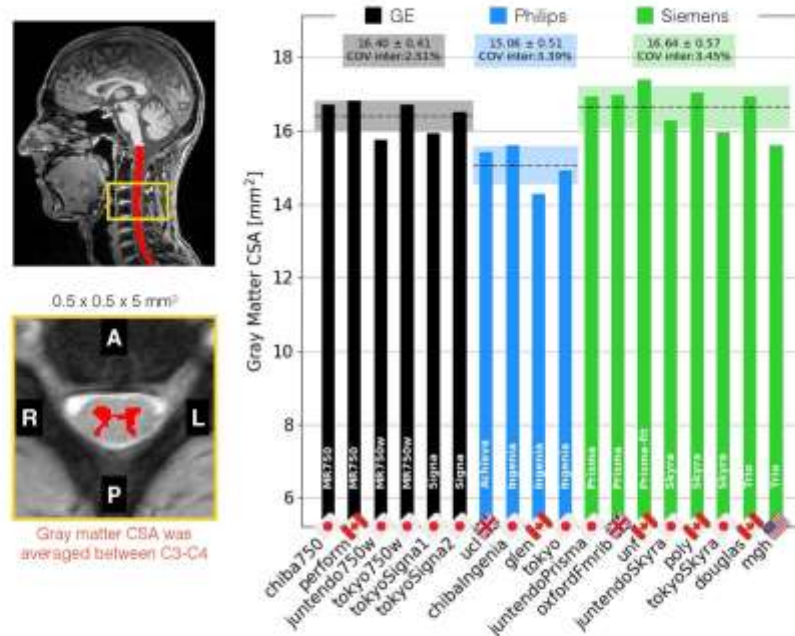 GE
Philips
Siemens
16.40 ± 0.41
COV inter:2.51%
15.06 ± 0.51
COV inter:3.39%
16.64 ± 0.57
COV inter:3.45%
Gray Matter CSA [mm²]
18
16
14
12
10
8
6
MR750
MR750
MR750w
MR750w
Signa
Signa
Achieva
Ingenia
Ingenia
Ingenia
Prisma
Prisma
Prisma-fit
Skyra
Skyra
Skyra
Trio
Trio
chiba750
perform
juntendo750w
tokyo750w
tokyoSigna1
tokyoSigna2
ucl
chibaIngenia
glen
tokyo
juntendoPrisma
oxfordFmrib
unf
juntendoSkyra
poly
tokyoSkyra
douglas
mgh
0.5 x 0.5 x 5 mm³
A
R
L
P
Gray matter CSA was
averaged between C3-C4